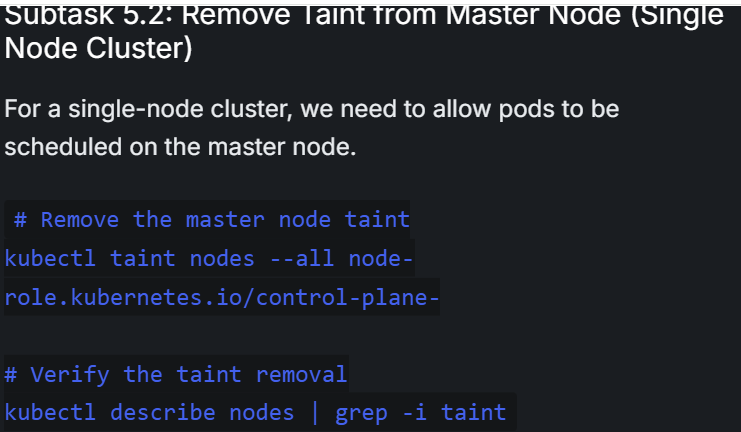 Subtask 5.2: Remove Taint from Master Node (Single
Node Cluster)
For a single-node cluster, we need to allow pods to be
scheduled on the master node.
# Remove the master node taint
kubectl taint nodes --all node-
role.kubernetes.io/control-plane-
# Verify the taint removal
kubectl describe nodes | grep -i taint